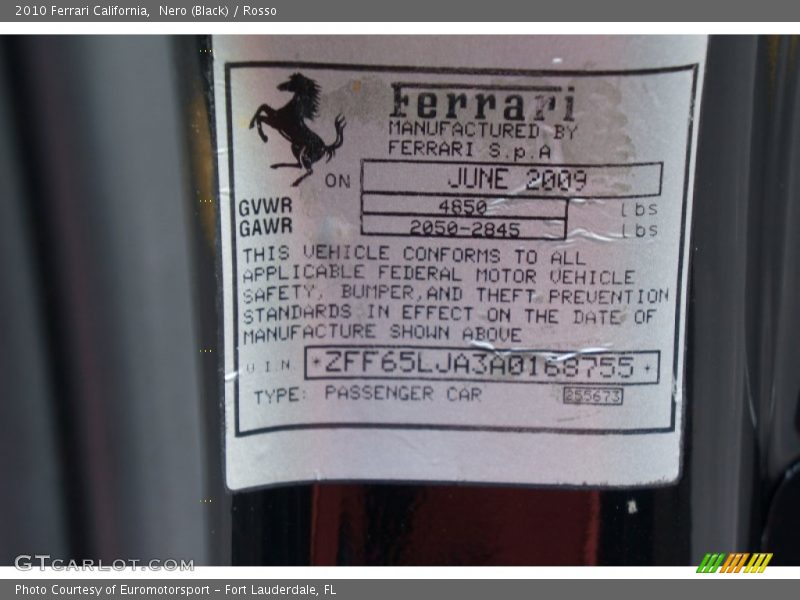 2010 Ferrari California, Nero (Black) / Rosso
Ferrari
MANUFACTURED BY
FERRARI S.p.A
ON JUNE 2009
GVWR 4650 lbs
GAWR 2050-2845 lbs
THIS VEHICLE CONFORMS TO ALL
APPLICABLE FEDERAL MOTOR VEHICLE
SAFETY, BUMPER,AND THEFT PREVENTION
STANDARDS IN EFFECT ON THE DATE OF
MANUFACTURE SHOWN ABOVE
V.I.N. *ZFF65LJA3A0168755*
TYPE: PASSENGER CAR 255673
GTCARLOT.COM
Photo Courtesy of Euromotorsport - Fort Lauderdale, FL